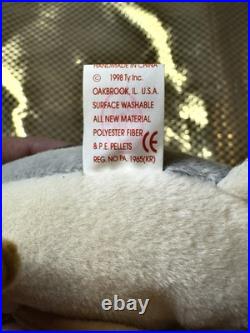 HANDMADE IN CHINA
© 1998 Ty Inc.
OAKBROOK, IL. U.S.A.
SURFACE WASHABLE
ALL NEW MATERIAL
POLYESTER FIBER
& P.E. PELLETS CE
REG. NO PA. 1965(KR)